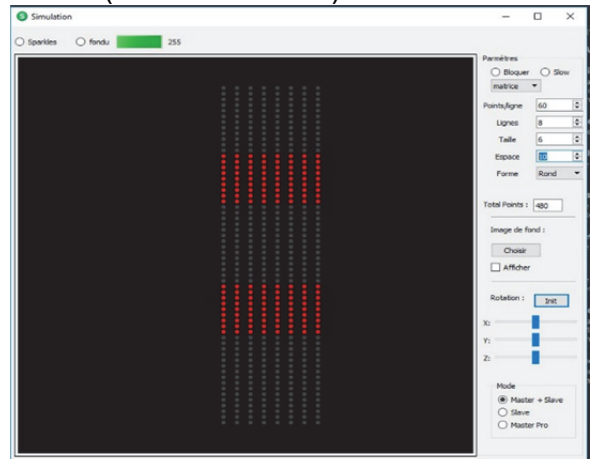 Simulation
Sparkles fondu 255
Paramètres
Bloquer Slow
matrice
Points/ligne 60
Lignes 8
Taille 6
Espace 10
Forme Rond
Total Points : 480
Image de fond :
Choisir
Afficher
Rotation : Init
X:
Y:
Z:
Mode
Master + Slave
Slave
Master Pro